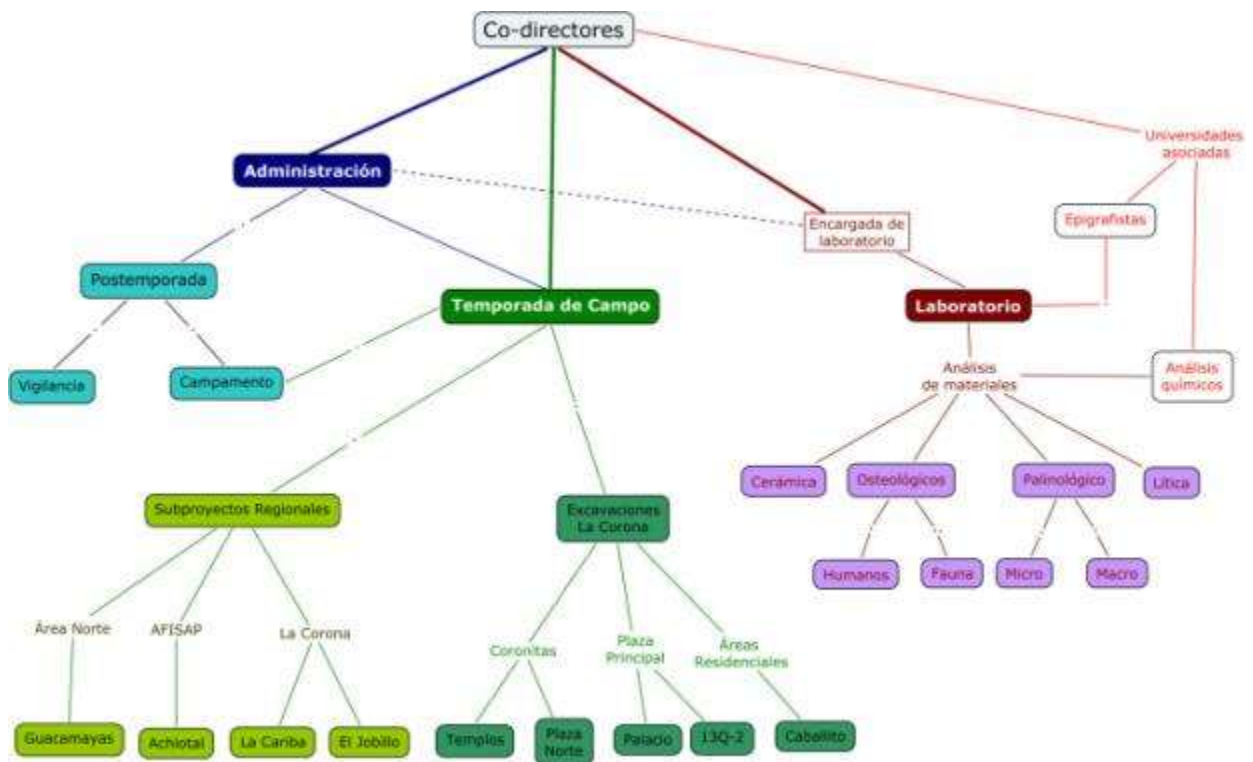 Co-directores
Universidades
asociadas
Administración
Encargada de
laboratorio
Epigrafistas
Postemporada
Temporada de Campo
Laboratorio
Vigilancia
Campamento
Análisis
de materiales
Análisis
químicos
Cerámica
Osteológicos
Palinológico
Lítica
Subproyectos Regionales
Excavaciones
La Corona
Humanos
Fauna
Micro
Macro
Área Norte
AFISAP
La Corona
Coronitas
Plaza
Principal
Áreas
Residenciales
Guacamayas
Achiotal
La Cariba
El Jobillo
Templos
Plaza
Norte
Palacio
13Q-2
Caballito